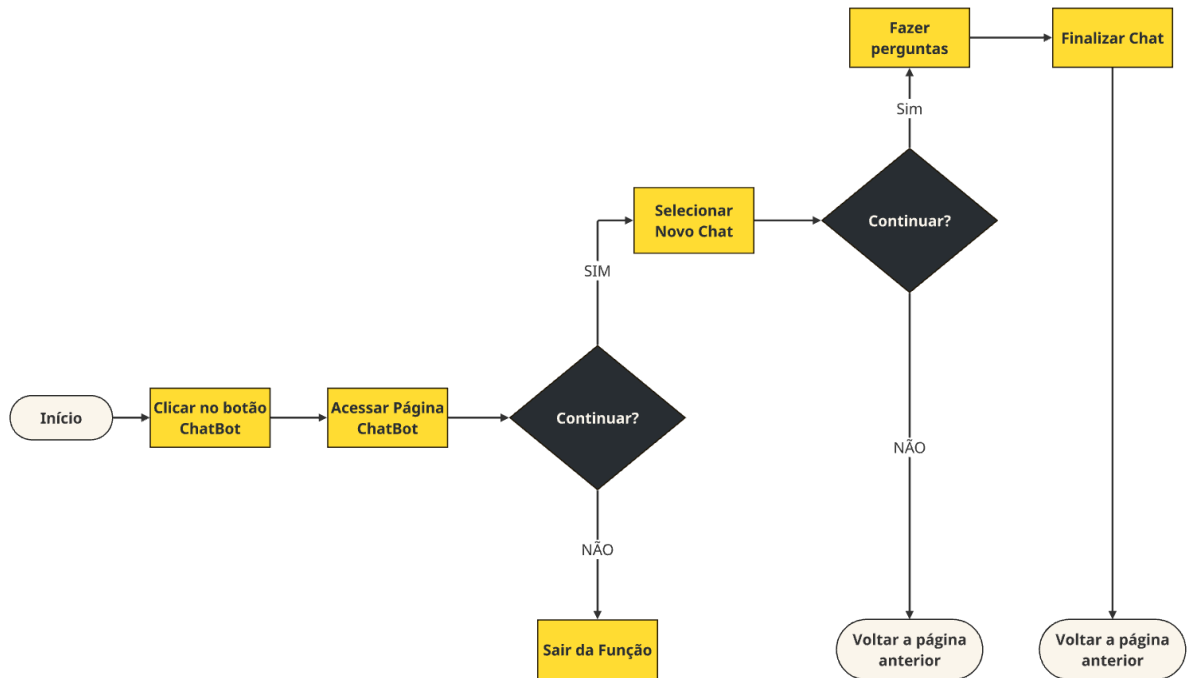 Fazer
perguntas
Finalizar Chat
Sim
Selecionar
Novo Chat
Continuar?
SIM
Início
Clicar no botão
ChatBot
Acessar Página
ChatBot
Continuar?
NÃO
NÃO
Sair da Função
Voltar a página
anterior
Voltar a página
anterior